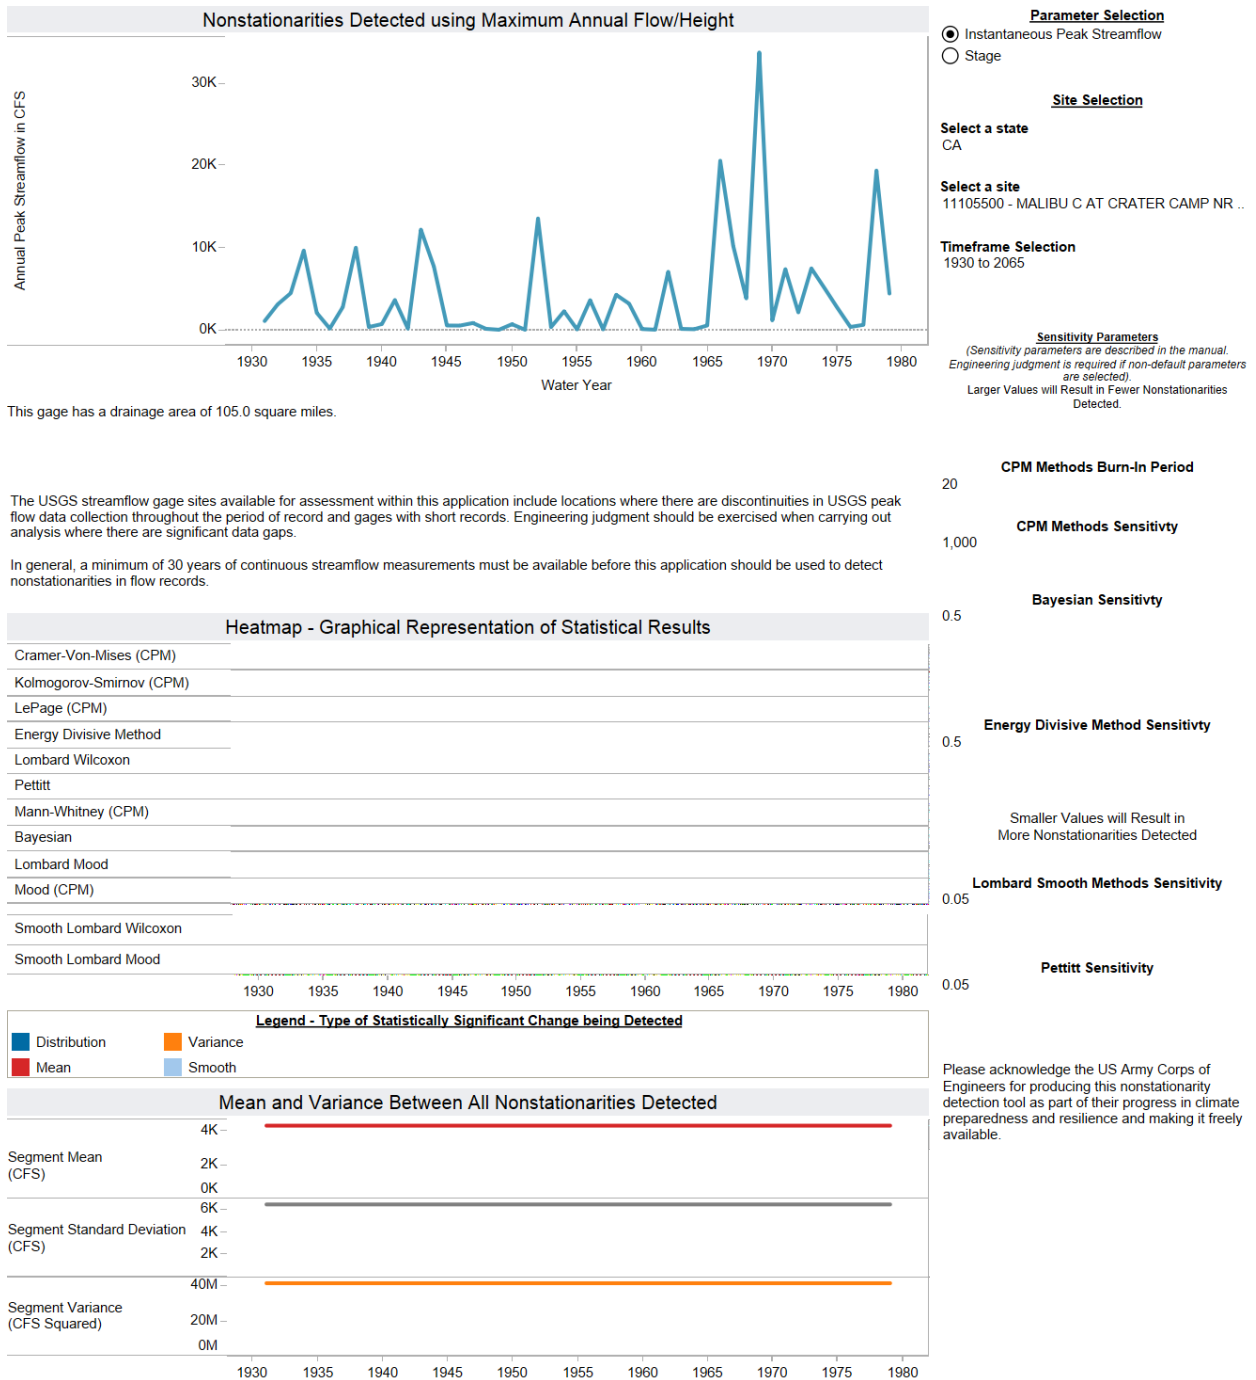 Nonstationarities Detected using Maximum Annual Flow/Height
Annual Peak Streamflow in CFS
30K
20K
10K
0K
1930 1935 1940 1945 1950 1955 1960 1965 1970 1975 1980
Water Year
This gage has a drainage area of 105.0 square miles.
The USGS streamflow gage sites available for assessment within this application include locations where there are discontinuities in USGS peak
flow data collection throughout the period of record and gages with short records. Engineering judgment should be exercised when carrying out
analysis where there are significant data gaps.
In general, a minimum of 30 years of continuous streamflow measurements must be available before this application should be used to detect
nonstationarities in flow records.
Heatmap - Graphical Representation of Statistical Results
Cramer-Von-Mises (CPM)
Kolmogorov-Smirnov (CPM)
LePage (CPM)
Energy Divisive Method
Lombard Wilcoxon
Pettitt
Mann-Whitney (CPM)
Bayesian
Lombard Mood
Mood (CPM)
Smooth Lombard Wilcoxon
Smooth Lombard Mood
1930 1935 1940 1945 1950 1955 1960 1965 1970 1975 1980
Legend - Type of Statistically Significant Change being Detected
Distribution Variance
Mean Smooth
Mean and Variance Between All Nonstationarities Detected
Segment Mean
(CFS)
4K
2K
0K
Segment Standard Deviation
(CFS)
6K
4K
2K
Segment Variance
(CFS Squared)
40M
20M
0M
1930 1935 1940 1945 1950 1955 1960 1965 1970 1975 1980
Parameter Selection
Instantaneous Peak Streamflow
Stage
Site Selection
Select a state
CA
Select a site
11105500 - MALIBU C AT CRATER CAMP NR ..
Timeframe Selection
1930 to 2065
Sensitivity Parameters
(Sensitivity parameters are described in the manual.
Engineering judgment is required if non-default parameters
are selected).
Larger Values will Result in Fewer Nonstationarities
Detected.
CPM Methods Burn-In Period
20
CPM Methods Sensitivty
1,000
Bayesian Sensitivty
0.5
Energy Divisive Method Sensitivty
0.5
Smaller Values will Result in
More Nonstationarities Detected
Lombard Smooth Methods Sensitivity
0.05
Pettitt Sensitivity
0.05
Please acknowledge the US Army Corps of
Engineers for producing this nonstationarity
detection tool as part of their progress in climate
preparedness and resilience and making it freely
available.